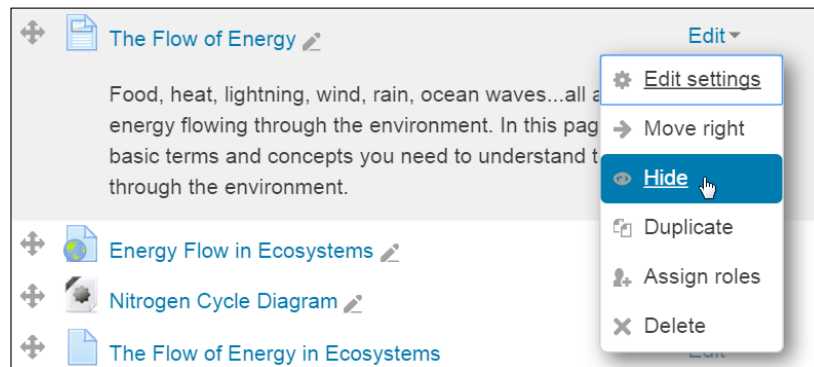 The Flow of Energy
Edit
Food, heat, lightning, wind, rain, ocean waves...all a
energy flowing through the environment. In this pag
basic terms and concepts you need to understand t
through the environment.
Edit settings
Move right
Hide
Duplicate
Assign roles
Delete
Energy Flow in Ecosystems
Nitrogen Cycle Diagram
The Flow of Energy in Ecosystems
Edit